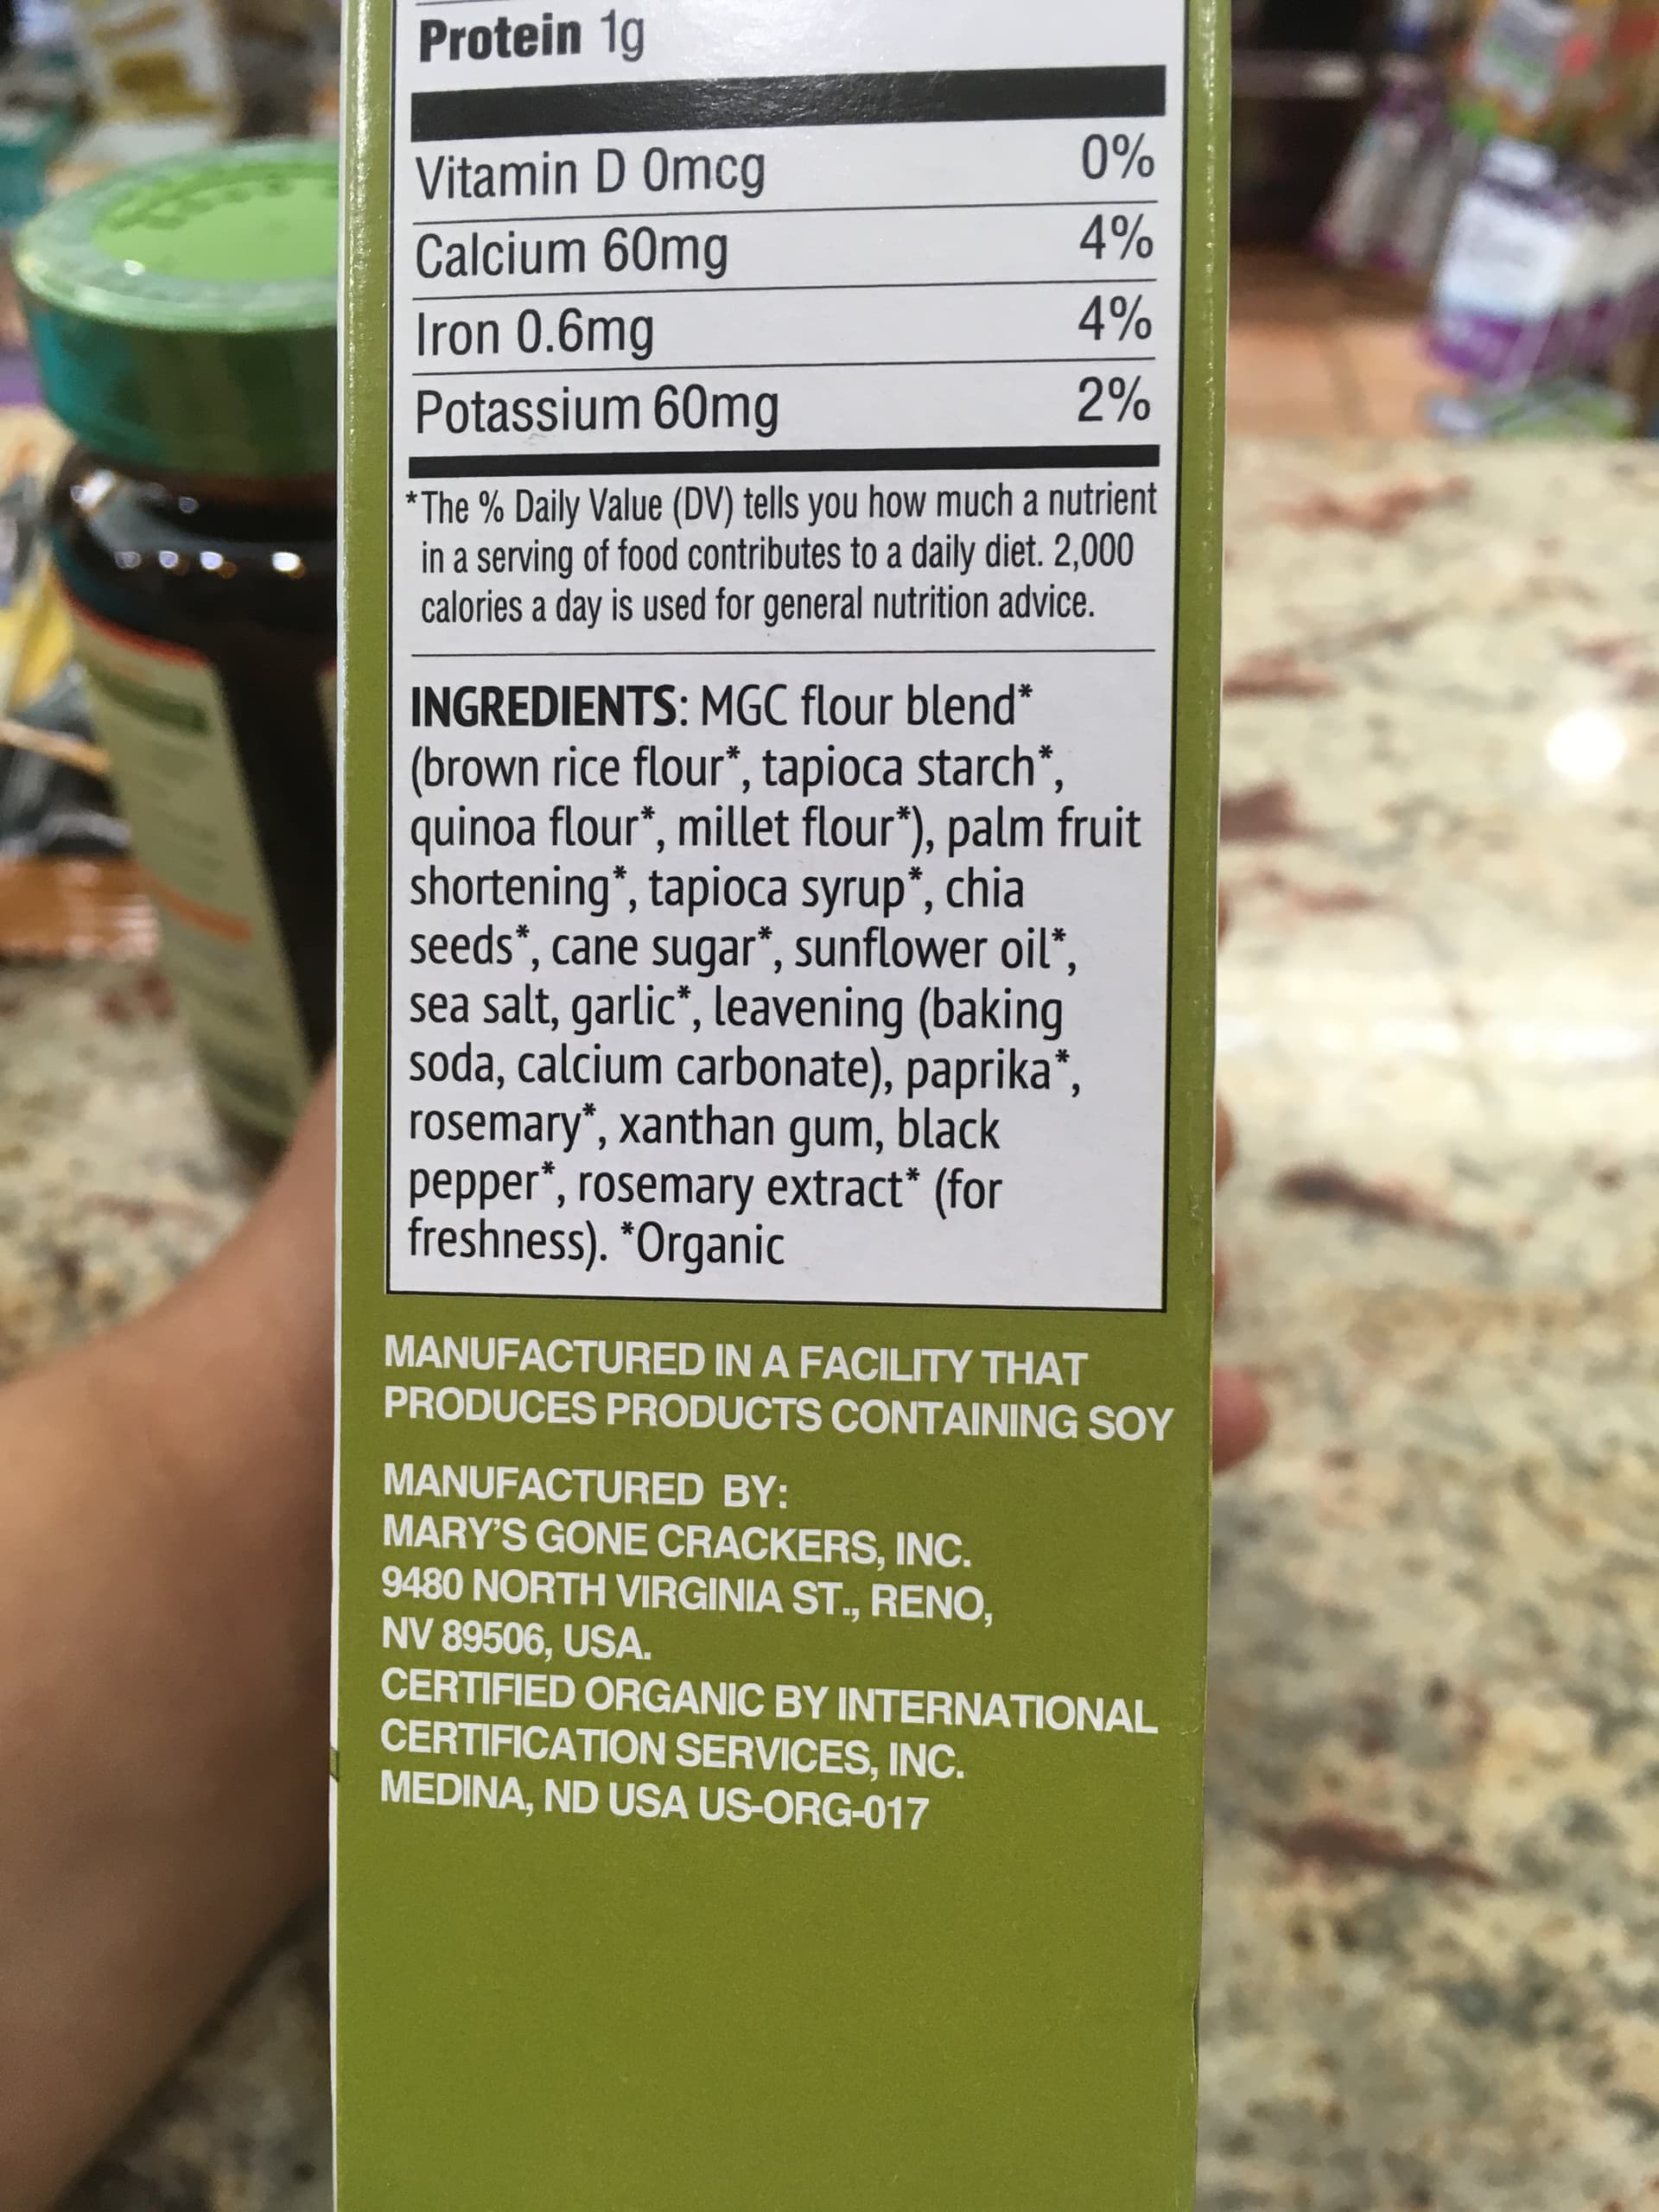 Protein 1g
Vitamin D 0mcg 0%
Calcium 60mg 4%
Iron 0.6mg 4%
Potassium 60mg 2%
*The % Daily Value (DV) tells you how much a nutrient
in a serving of food contributes to a daily diet. 2,000
calories a day is used for general nutrition advice.
INGREDIENTS: MGC flour blend*
(brown rice flour*, tapioca starch*,
quinoa flour*, millet flour*), palm fruit
shortening*, tapioca syrup*, chia
seeds*, cane sugar*, sunflower oil*,
sea salt, garlic*, leavening (baking
soda, calcium carbonate), paprika*,
rosemary*, xanthan gum, black
pepper*, rosemary extract* (for
freshness). *Organic
MANUFACTURED IN A FACILITY THAT
PRODUCES PRODUCTS CONTAINING SOY
MANUFACTURED BY:
MARY'S GONE CRACKERS, INC.
9480 NORTH VIRGINIA ST., RENO,
NV 89506, USA.
CERTIFIED ORGANIC BY INTERNATIONAL
CERTIFICATION SERVICES, INC.
MEDINA, ND USA US-ORG-017